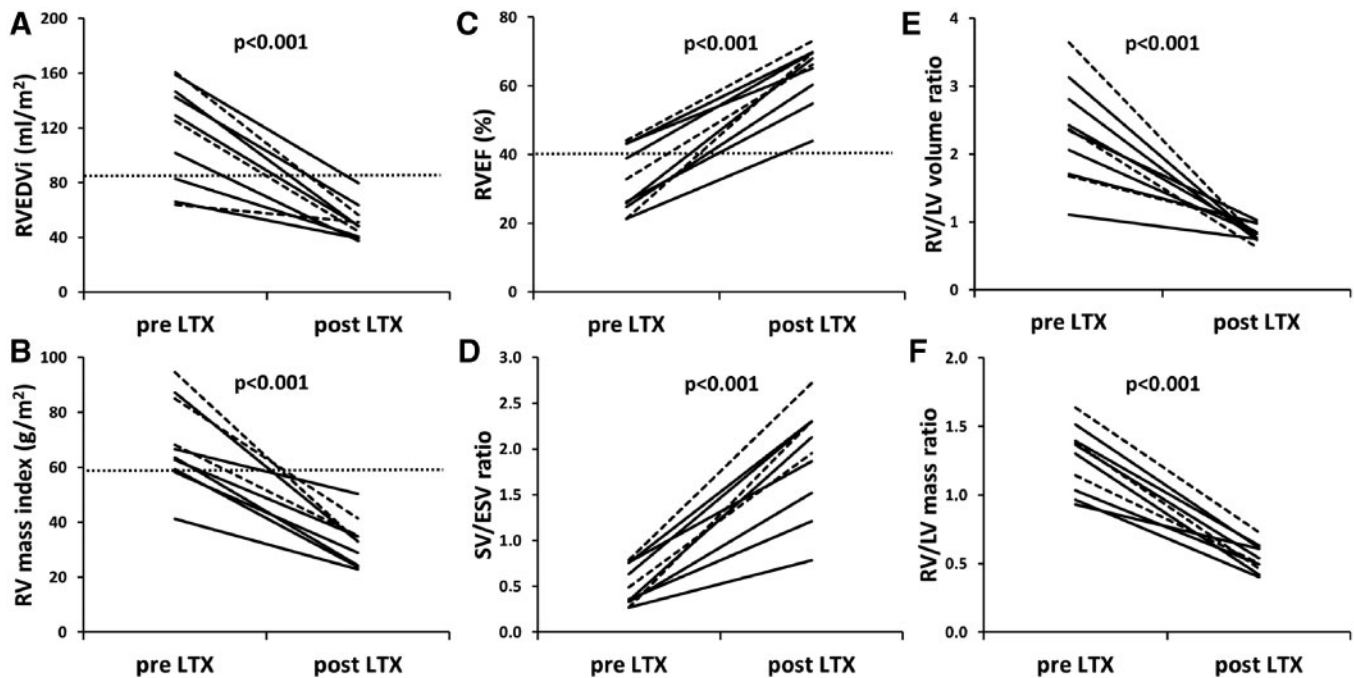 A
RVEDVi (ml/m²)
200
160
120
80
40
0
p<0.001
pre LTX
post LTX
C
RVEF (%)
80
60
40
20
0
p<0.001
pre LTX
post LTX
E
RV/LV volume ratio
4
3
2
1
0
p<0.001
pre LTX
post LTX
B
RV mass index (g/m²)
100
80
60
40
20
0
p<0.001
pre LTX
post LTX
D
SV/ESV ratio
3.0
2.5
2.0
1.5
1.0
0.5
0.0
p<0.001
pre LTX
post LTX
F
RV/LV mass ratio
2.0
1.5
1.0
0.5
0.0
p<0.001
pre LTX
post LTX